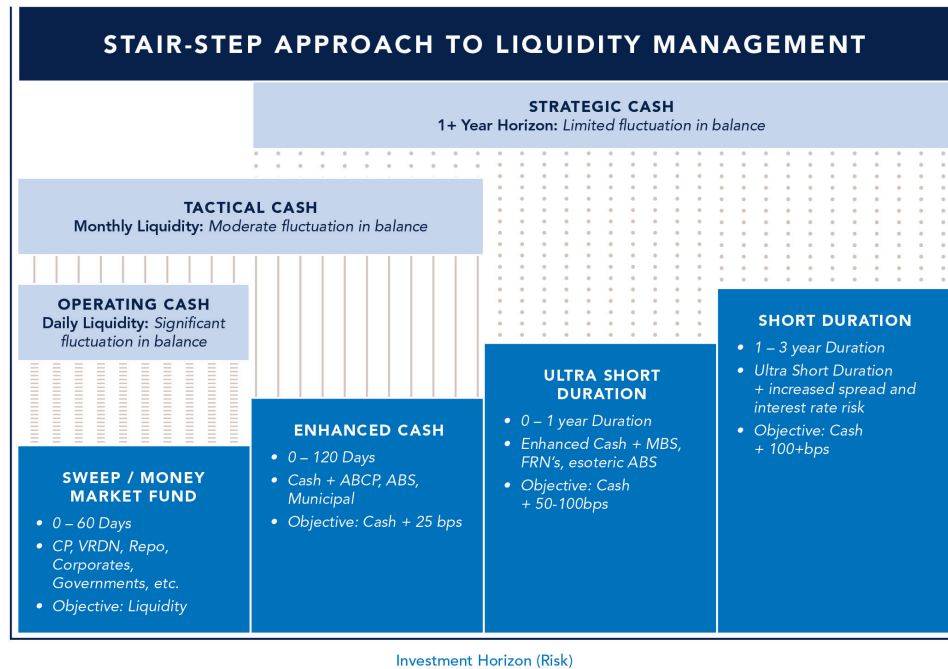 STAIR-STEP APPROACH TO LIQUIDITY MANAGEMENT
STRATEGIC CASH
1+ Year Horizon: Limited fluctuation in balance
TACTICAL CASH
Monthly Liquidity: Moderate fluctuation in balance
OPERATING CASH
Daily Liquidity: Significant
fluctuation in balance
SWEEP / MONEY
MARKET FUND
• 0 – 60 Days
• CP, VRDN, Repo,
Corporates,
Governments, etc.
• Objective: Liquidity
ENHANCED CASH
• 0 – 120 Days
• Cash + ABCP, ABS,
Municipal
• Objective: Cash + 25 bps
ULTRA SHORT
DURATION
• 0 – 1 year Duration
• Enhanced Cash + MBS,
FRN's, esoteric ABS
• Objective: Cash
+ 50-100bps
SHORT DURATION
• 1 – 3 year Duration
• Ultra Short Duration
+ increased spread and
interest rate risk
• Objective: Cash
+ 100+bps
Investment Horizon (Risk)